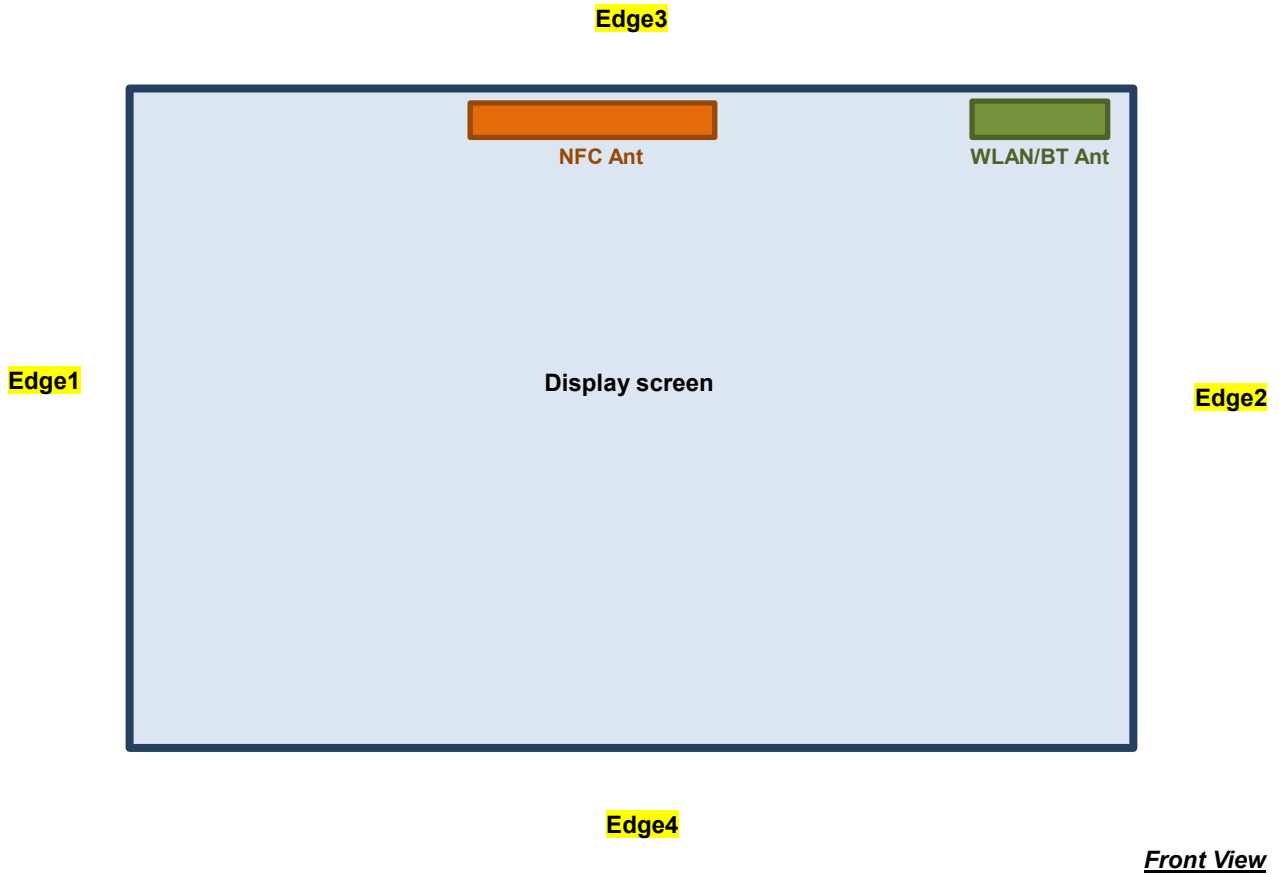 Edge3
NFC Ant
WLAN/BT Ant
Edge1
Display screen
Edge2
Edge4
Front View